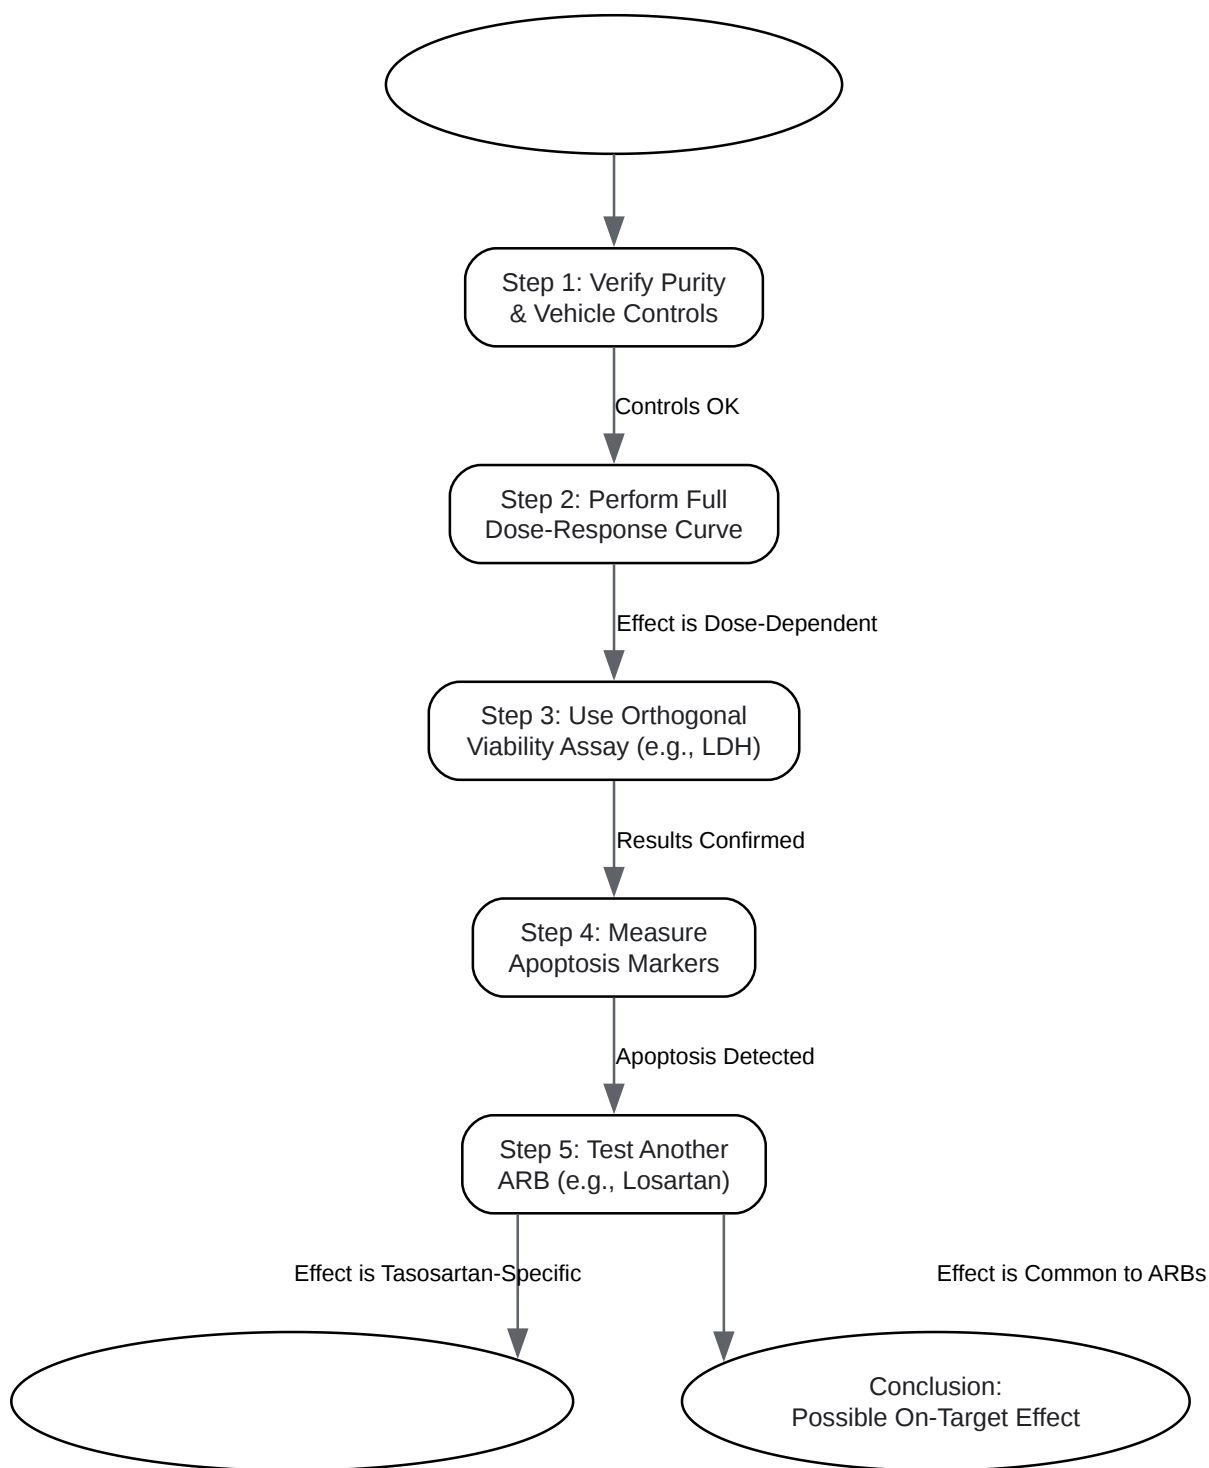 Step 1: Verify Purity
& Vehicle Controls
Controls OK
Step 2: Perform Full
Dose-Response Curve
Effect is Dose-Dependent
Step 3: Use Orthogonal
Viability Assay (e.g., LDH)
Results Confirmed
Step 4: Measure
Apoptosis Markers
Apoptosis Detected
Step 5: Test Another
ARB (e.g., Losartan)
Effect is Tasosartan-Specific
Effect is Common to ARBs
Conclusion:
Possible On-Target Effect